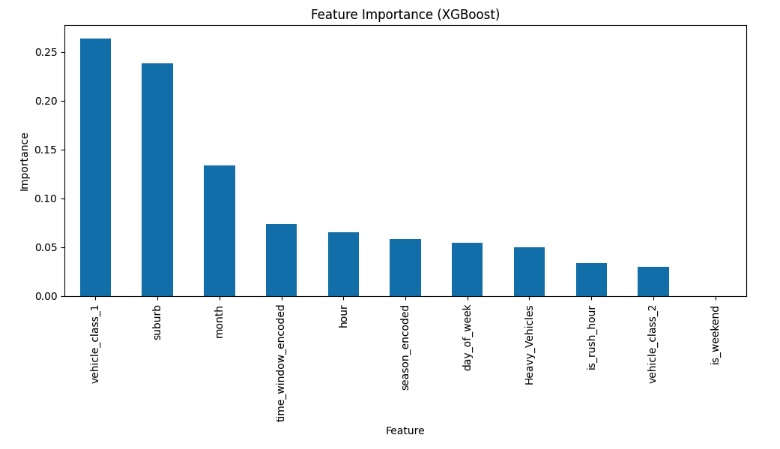 Feature Importance (XGBoost)
Importance
0.25
0.20
0.15
0.10
0.05
0.00
vehicle_class_1
suburb
month
time_window_encoded
hour
season_encoded
day_of_week
Heavy_Vehicles
is_rush_hour
vehicle_class_2
is_weekend
Feature